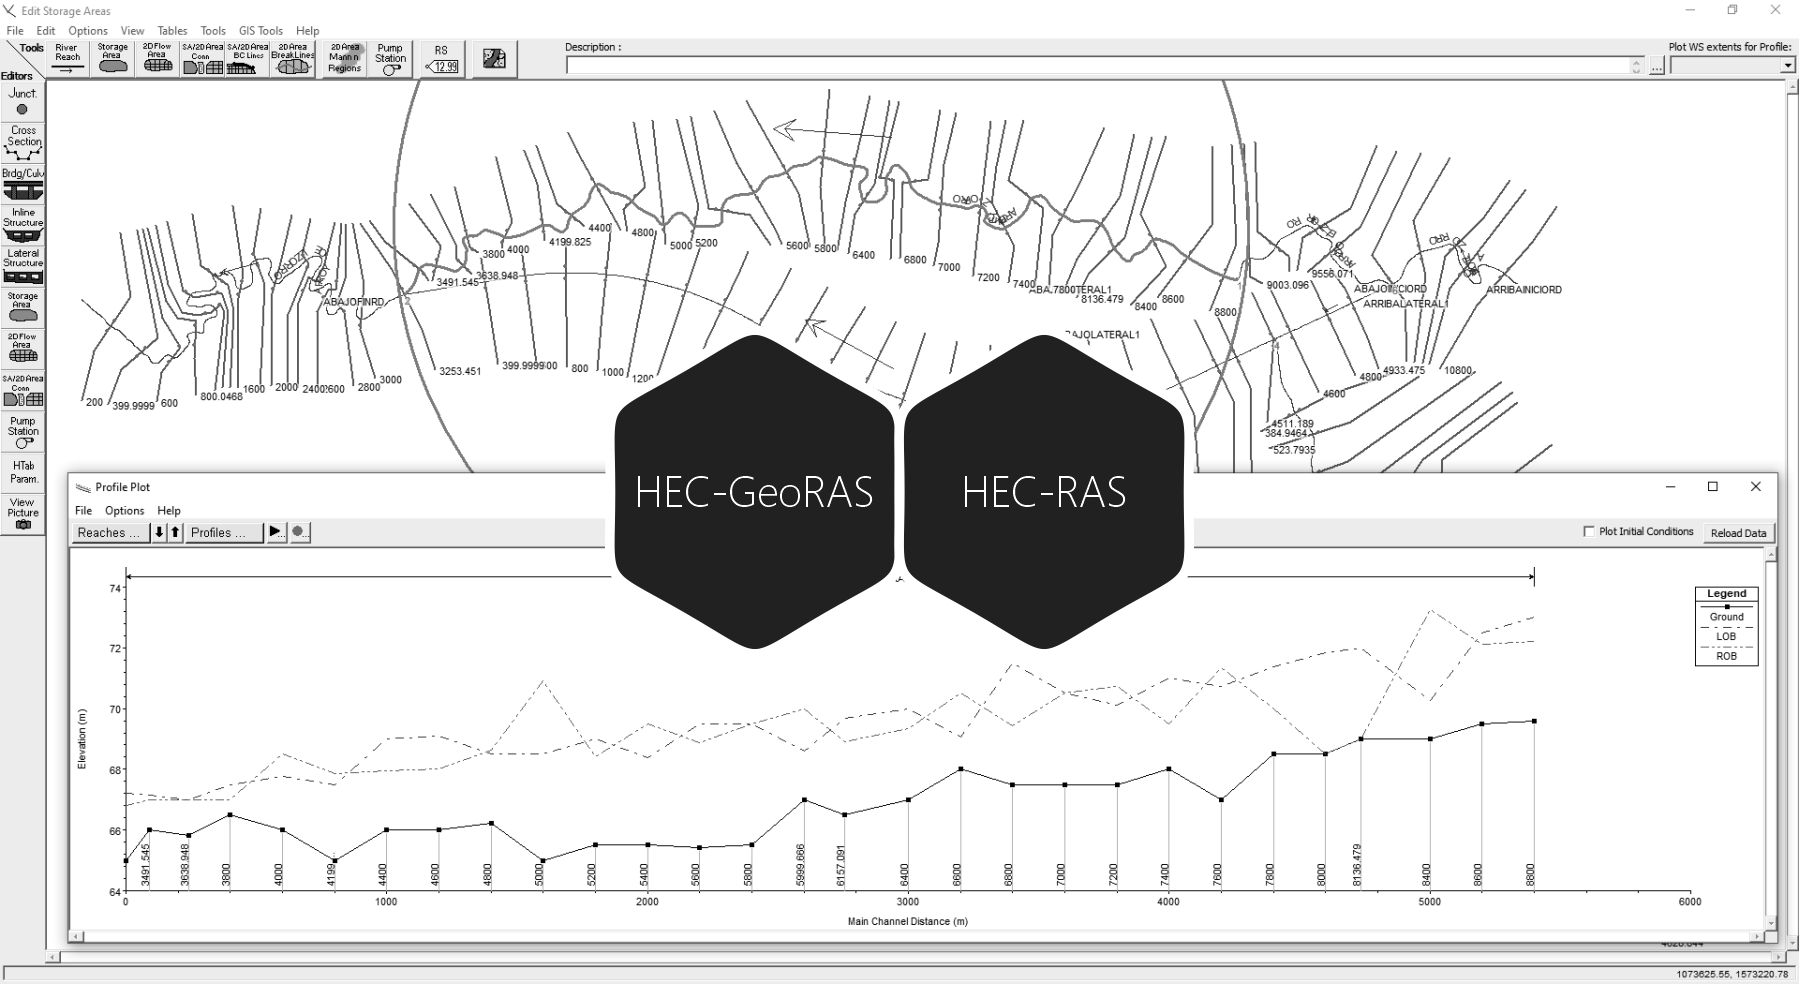 Edit Storage Areas
File Edit Options View Tables Tools GIS Tools Help
Tools
Editors
River
Reach
Storage
Area
2D Flow
Area
SA/2D Area
Conn
SA/2D Area
BC Lines
2D Area
BreakLines
2D Area
Mann n
Regions
Pump
Station
RS
12.99
Description :
...
Plot WS extents for Profile:
Junct.
Cross
Section
Brdg/Culv
Inline
Structure
Lateral
Structure
Storage
Area
2D Flow
Area
SA/2D Area
Conn
Pump
Station
HTab
Param.
View
Picture
200
399.9999
600
800.0468
1600
2000
2400
2600
2800
3000
ABAJOFINRD
3253.451
3491.545
3638.948
3800
4000
4199.825
4400
4800
5000
5200
5600
5800
6400
6800
7000
7200
7400
7800
8136.479
8400
8600
8800
9003.096
9556.071
ABAJOINICIORD
ARRIBALATERAL1
ARRIBAINICIORD
399.9999
800
1000
1200
4600
4800
4933.475
10800
4511.189
384.9464
523.7935
HEC-GeoRAS
HEC-RAS
Profile Plot
File Options Help
Reaches ...
Profiles ...
Plot Initial Conditions
Reload Data
Legend
Ground
LOB
ROB
Elevation (m)
74
72
70
68
66
64
3491.545
3638.948
3800
4000
4199
4400
4600
4800
5000
5200
5400
5600
5800
5999.666
6157.091
6400
6600
6800
7000
7200
7400
7600
7800
8000
8136.479
8400
8600
8800
0
1000
2000
3000
4000
5000
6000
Main Channel Distance (m)
1073625.55, 1573220.78